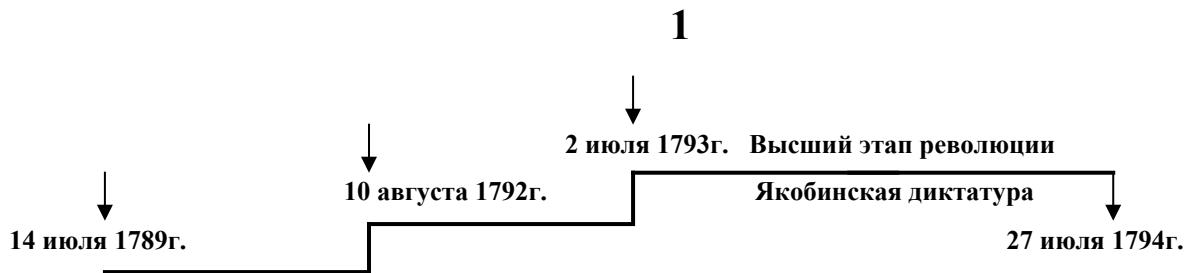 1
2 июля 1793г. Высший этап революции
10 августа 1792г. Якобинская диктатура
14 июля 1789г. 27 июля 1794г.